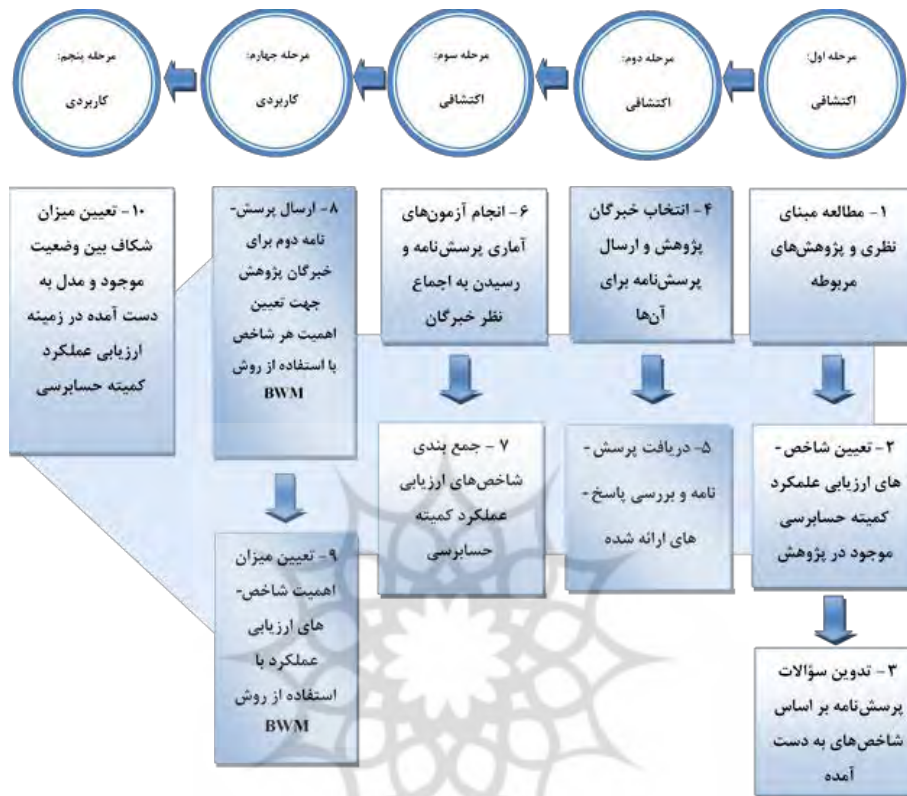 مرحله اول:
اکتشافی
مرحله دوم:
اکتشافی
مرحله سوم:
اکتشافی
مرحله چهارم:
کاربردی
مرحله پنجم:
کاربردی
۱- مطالعه مبنای
نظری و پژوهش‌های
مربوطه
۲- تعیین شاخص-
های ارزیابی علمکرد
کمیته حسابرسی
موجود در پژوهش
۳- تدوین سؤالات
پرسش‌نامه بر اساس
شاخص‌های به دست
آمده
۴- انتخاب خبرگان
پژوهش و ارسال
پرسش‌نامه برای
آن‌ها
۵- دریافت پرسش-
نامه و بررسی پاسخ-
های ارائه شده
۶- انجام آزمون‌های
آماری پرسش‌نامه و
رسیدن به اجماع
نظر خبرگان
۷- جمع بندی
شاخص‌های ارزیابی
عملکرد کمیته
حسابرسی
۸- ارسال پرسش-
نامه دوم برای
خبرگان پژوهش
جهت تعیین
اهمیت هر شاخص
با استفاده از روش
BWM
۹- تعیین میزان
اهمیت شاخص-
های ارزیابی
عملکرد با
استفاده از روش
BWM
۱۰- تعیین میزان
شکاف بین وضعیت
موجود و مدل به
دست آمده در زمینه
ارزیابی عملکرد
کمیته حسابرسی